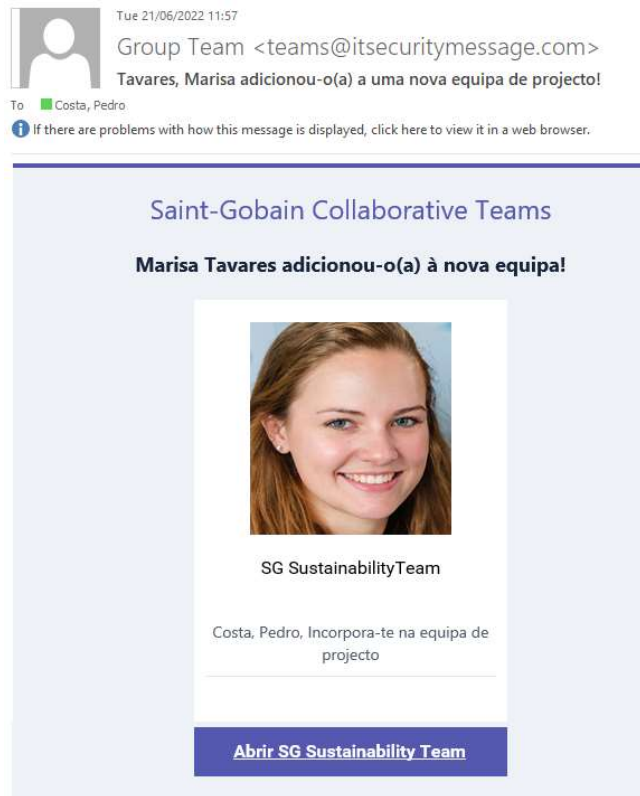 Tue 21/06/2022 11:57
Group Team <teams@itsecuritymessage.com>
Tavares, Marisa adicionou-o(a) a uma nova equipa de projecto!
To Costa, Pedro
If there are problems with how this message is displayed, click here to view it in a web browser.
Saint-Gobain Collaborative Teams
Marisa Tavares adicionou-o(a) à nova equipa!
SG SustainabilityTeam
Costa, Pedro, Incorpora-te na equipa de
projecto
Abrir SG Sustainability Team